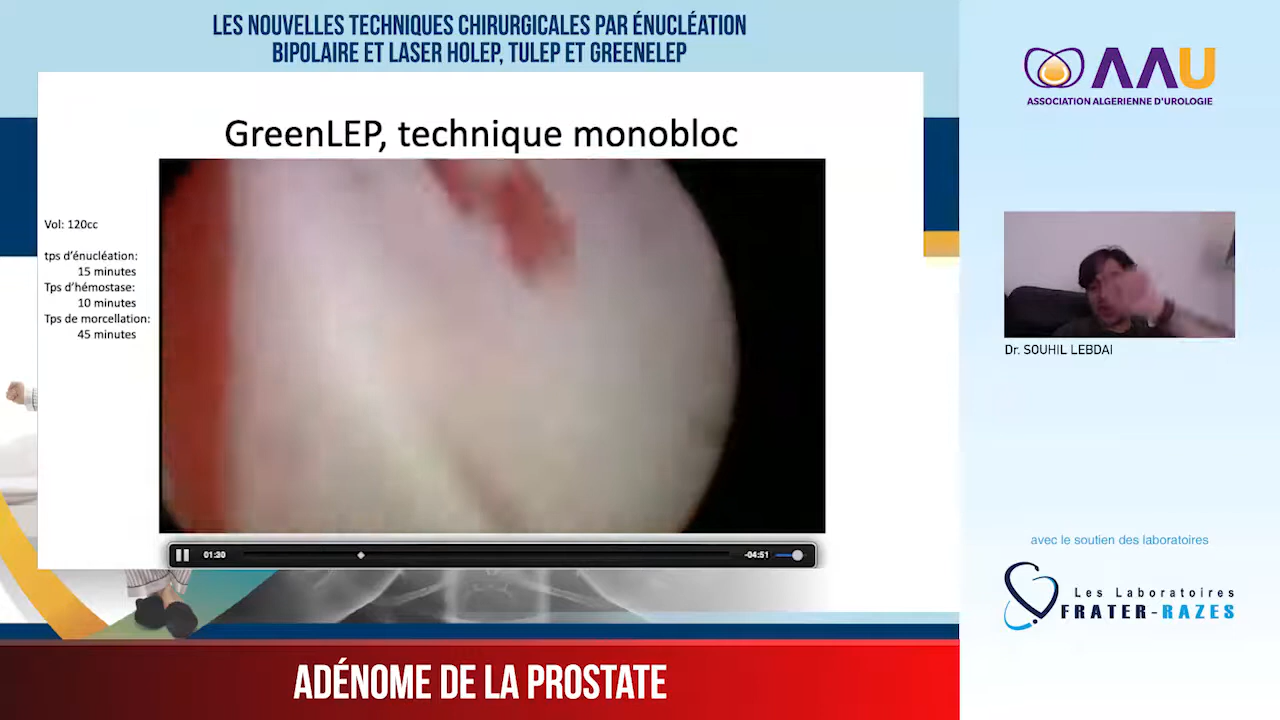 LES NOUVELLES TECHNIQUES CHIRURGICALES PAR ÉNUCLÉATION
BIPOLAIRE ET LASER HOLEP, TULEP ET GREENELEP
AAU
ASSOCIATION ALGERIENNE D'UROLOGIE
GreenLEP, technique monobloc
Vol: 120cc
tps d'énucléation:
15 minutes
Tps d'hémostase:
10 minutes
Tps de morcellation:
45 minutes
01:30
-04:51
Dr. SOUHIL LEBDAI
avec le soutien des laboratoires
Les Laboratoires
FRATER-RAZES
ADÉNOME DE LA PROSTATE